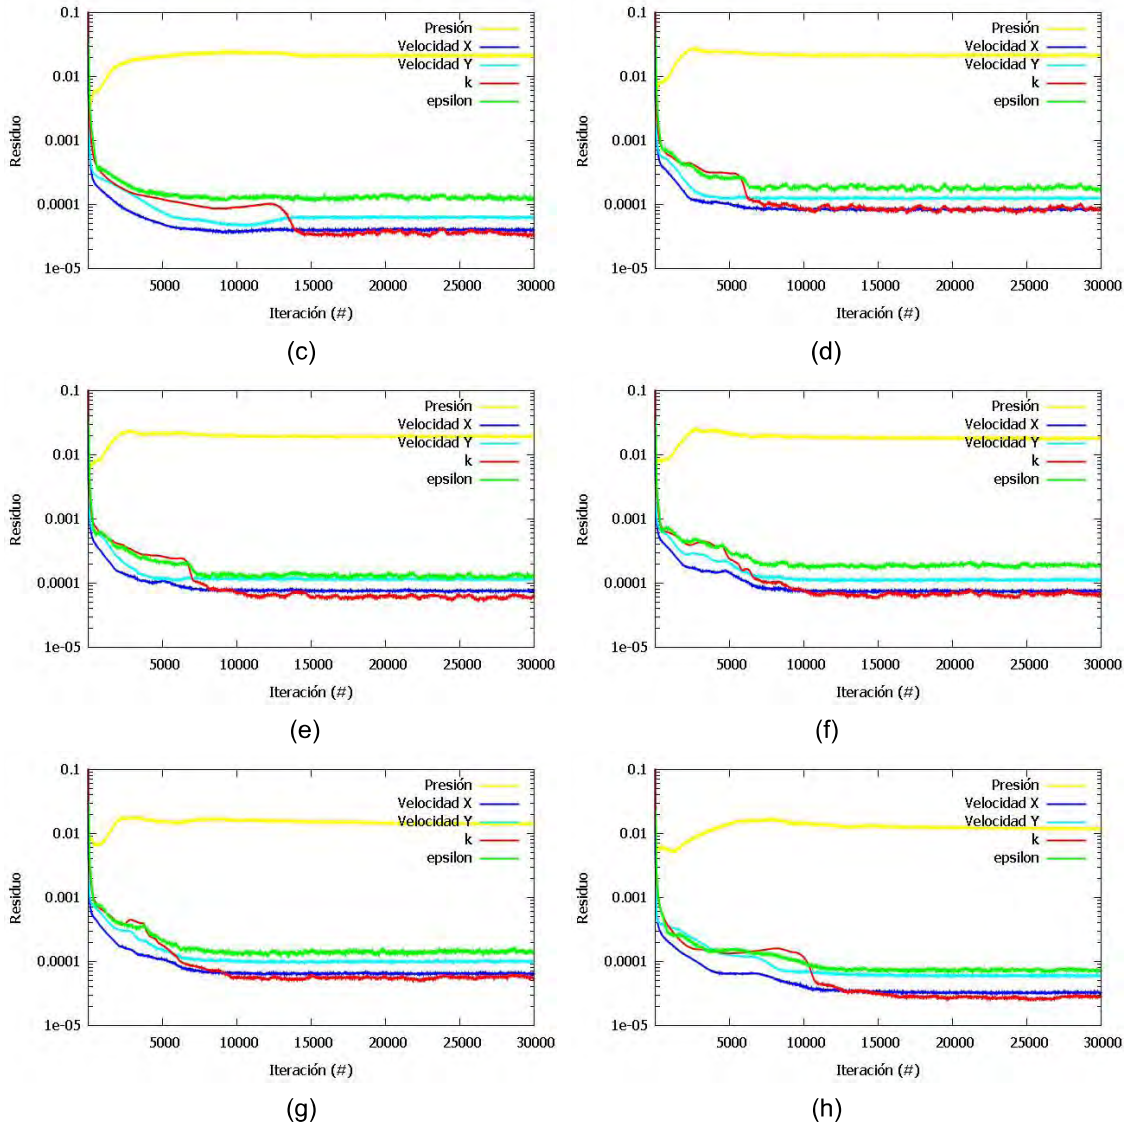 0.1
0.01
0.001
0.0001
1e-05
Residuo
Presión
Velocidad X
Velocidad Y
k
epsilon
5000 10000 15000 20000 25000 30000
Iteración (#)
(c)
0.1
0.01
0.001
0.0001
1e-05
Residuo
Presión
Velocidad X
Velocidad Y
k
epsilon
5000 10000 15000 20000 25000 30000
Iteración (#)
(d)
0.1
0.01
0.001
0.0001
1e-05
Residuo
Presión
Velocidad X
Velocidad Y
k
epsilon
5000 10000 15000 20000 25000 30000
Iteración (#)
(e)
0.1
0.01
0.001
0.0001
1e-05
Residuo
Presión
Velocidad X
Velocidad Y
k
epsilon
5000 10000 15000 20000 25000 30000
Iteración (#)
(f)
0.1
0.01
0.001
0.0001
1e-05
Residuo
Presión
Velocidad X
Velocidad Y
k
epsilon
5000 10000 15000 20000 25000 30000
Iteración (#)
(g)
0.1
0.01
0.001
0.0001
1e-05
Residuo
Presión
Velocidad X
Velocidad Y
k
epsilon
5000 10000 15000 20000 25000 30000
Iteración (#)
(h)